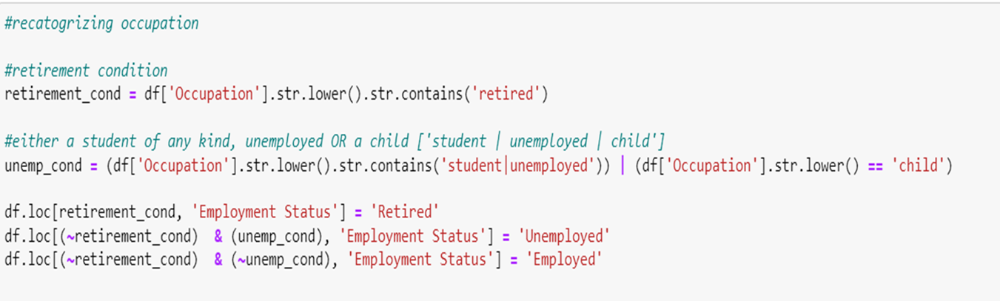 #recatogrizing occupation
#retirement condition
retirement_cond = df['Occupation'].str.lower().str.contains('retired')
#either a student of any kind, unemployed OR a child ['student | unemployed | child']
unemp_cond = (df['Occupation'].str.lower().str.contains('student|unemployed')) | (df['Occupation'].str.lower() == 'child')
df.loc[retirement_cond, 'Employment Status'] = 'Retired'
df.loc[(~retirement_cond)  & (unemp_cond), 'Employment Status'] = 'Unemployed'
df.loc[(~retirement_cond)  & (~unemp_cond), 'Employment Status'] = 'Employed'